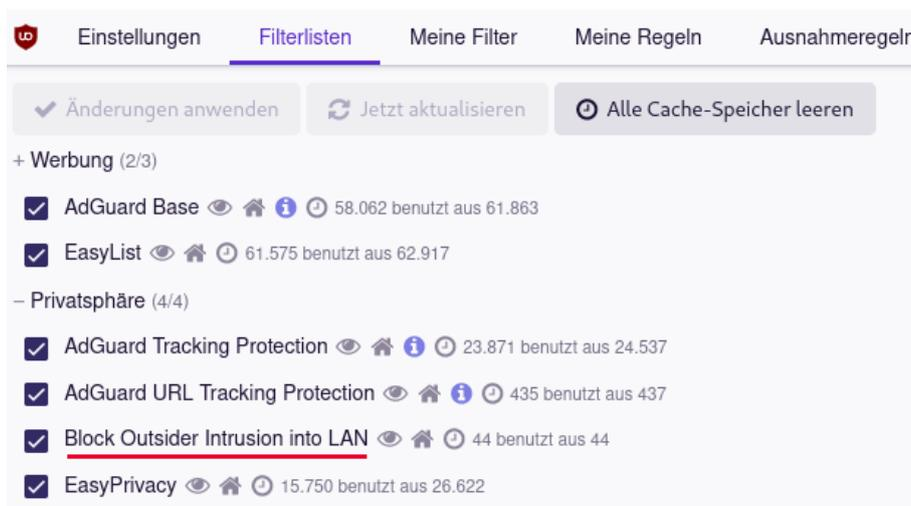 Einstellungen Filterlisten Meine Filter Meine Regeln Ausnahmeregeln
Änderungen anwenden Jetzt aktualisieren Alle Cache-Speicher leeren
+ Werbung (2/3)
AdGuard Base 58.062 benutzt aus 61.863
EasyList 61.575 benutzt aus 62.917
– Privatsphäre (4/4)
AdGuard Tracking Protection 23.871 benutzt aus 24.537
AdGuard URL Tracking Protection 435 benutzt aus 437
Block Outsider Intrusion into LAN 44 benutzt aus 44
EasyPrivacy 15.750 benutzt aus 26.622